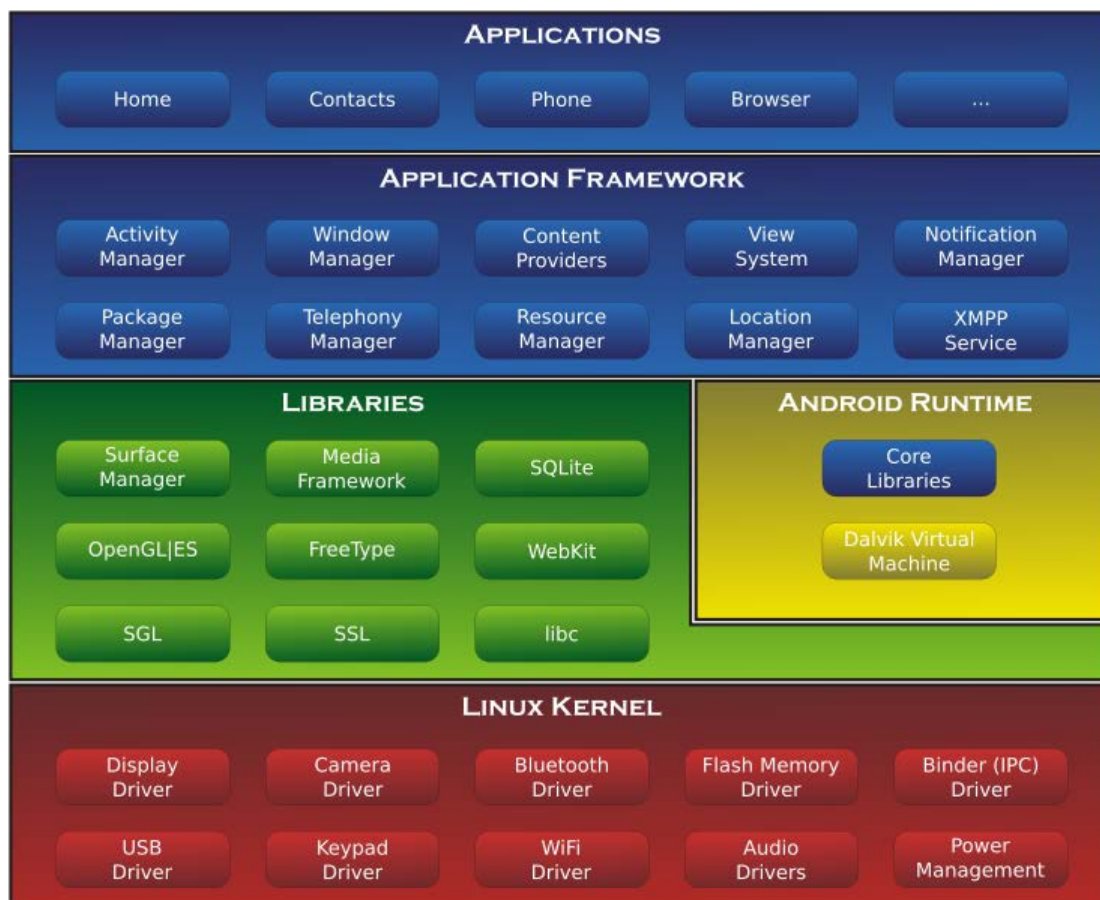 APPLICATIONS
Home
Contacts
Phone
Browser
...
APPLICATION FRAMEWORK
Activity
Manager
Window
Manager
Content
Providers
View
System
Notification
Manager
Package
Manager
Telephony
Manager
Resource
Manager
Location
Manager
XMPP
Service
LIBRARIES
Surface
Manager
Media
Framework
SQLite
OpenGL|ES
FreeType
WebKit
SGL
SSL
libc
ANDROID RUNTIME
Core
Libraries
Dalvik Virtual
Machine
LINUX KERNEL
Display
Driver
Camera
Driver
Bluetooth
Driver
Flash Memory
Driver
Binder (IPC)
Driver
USB
Driver
Keypad
Driver
WiFi
Driver
Audio
Drivers
Power
Management